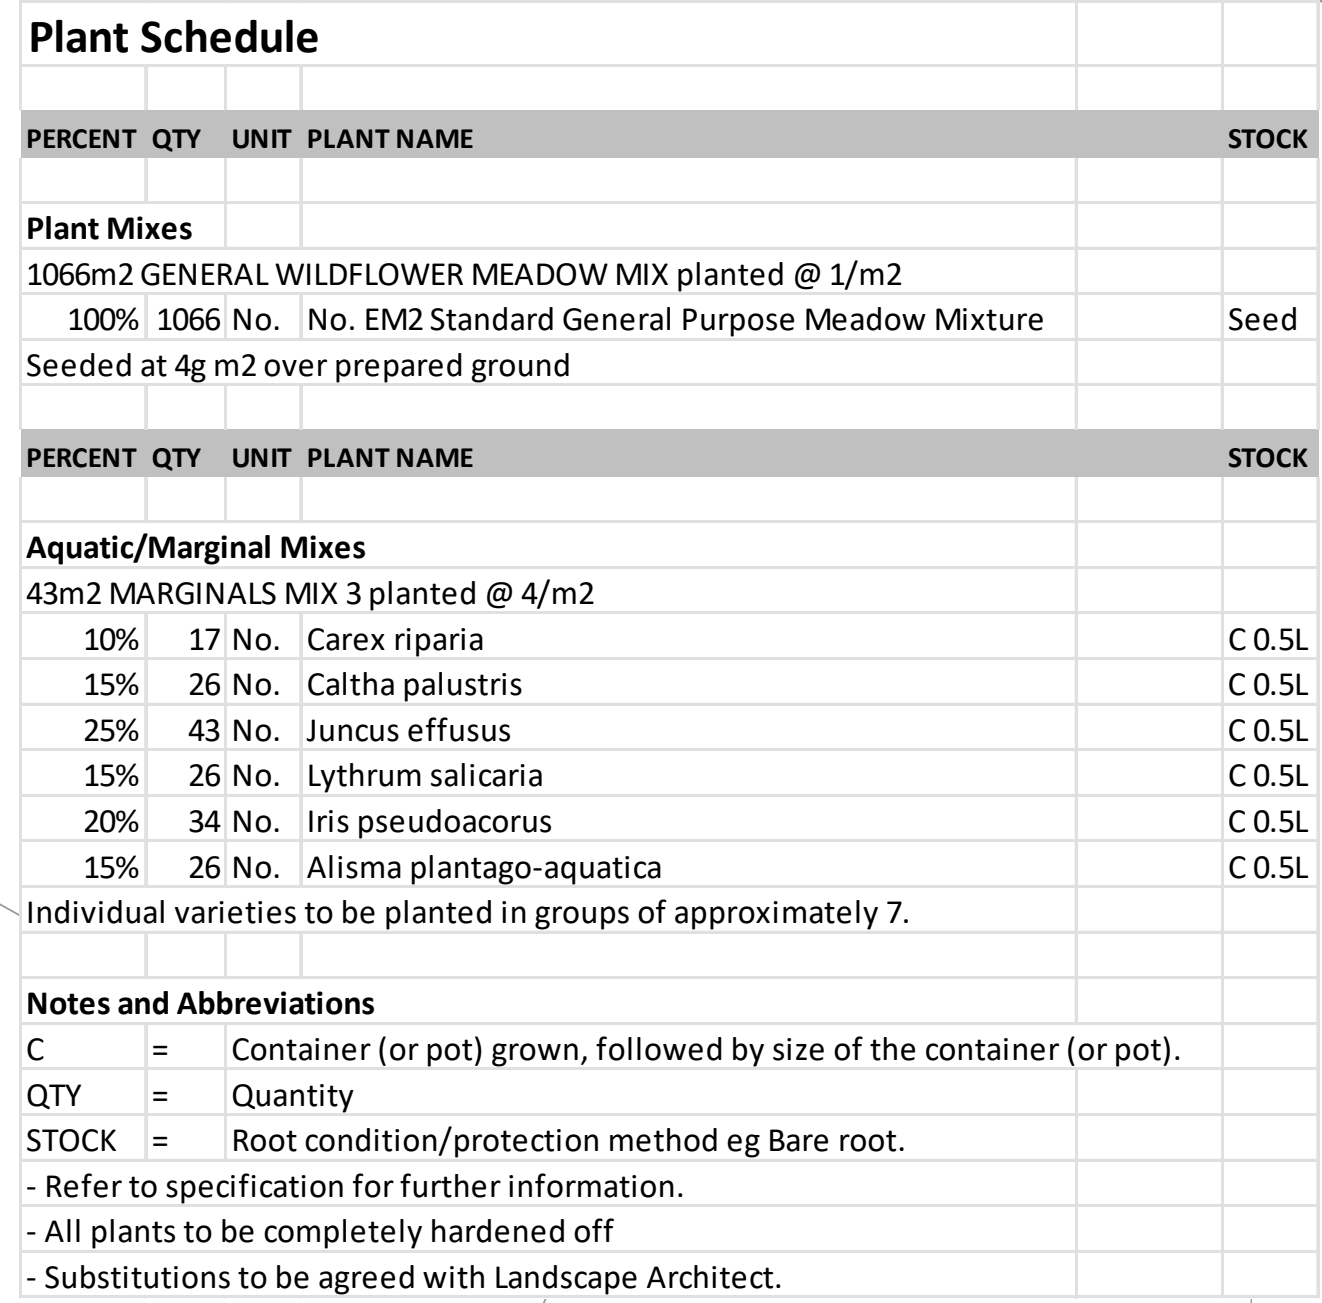 Plant Schedule
PERCENT QTY UNIT PLANT NAME STOCK
Plant Mixes
1066m2 GENERAL WILDFLOWER MEADOW MIX planted @ 1/m2
100% 1066 No. No. EM2 Standard General Purpose Meadow Mixture Seed
Seeded at 4g m2 over prepared ground
PERCENT QTY UNIT PLANT NAME STOCK
Aquatic/Marginal Mixes
43m2 MARGINALS MIX 3 planted @ 4/m2
10% 17 No. Carex riparia C 0.5L
15% 26 No. Caltha palustris C 0.5L
25% 43 No. Juncus effusus C 0.5L
15% 26 No. Lythrum salicaria C 0.5L
20% 34 No. Iris pseudoacorus C 0.5L
15% 26 No. Alisma plantago-aquatica C 0.5L
Individual varieties to be planted in groups of approximately 7.
Notes and Abbreviations
C = Container (or pot) grown, followed by size of the container (or pot).
QTY = Quantity
STOCK = Root condition/protection method eg Bare root.
- Refer to specification for further information.
- All plants to be completely hardened off
- Substitutions to be agreed with Landscape Architect.